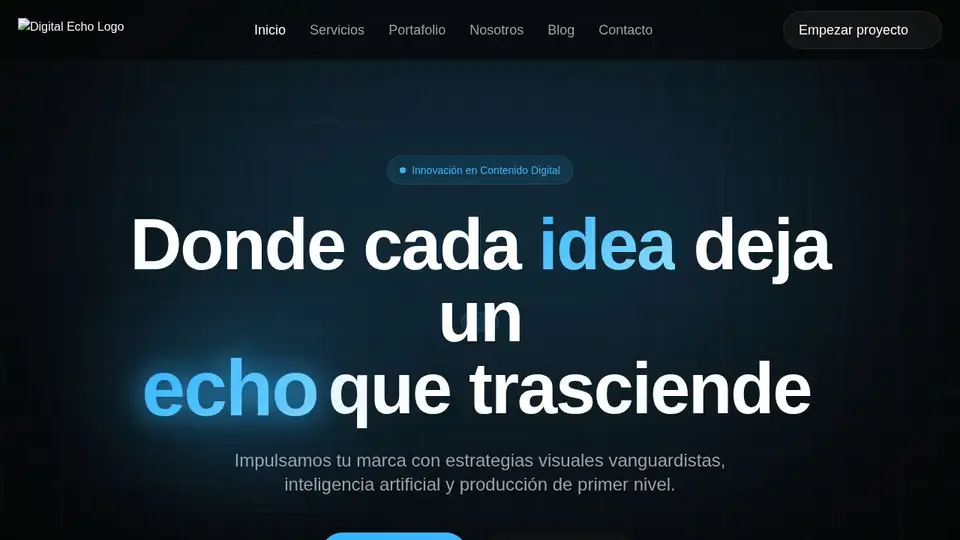 Digital Echo Logo
Inicio
Servicios
Portafolio
Nosotros
Blog
Contacto
Empezar proyecto
Innovación en Contenido Digital
Donde cada idea deja
un
echo que trasciende
Impulsamos tu marca con estrategias visuales vanguardistas,
inteligencia artificial y producción de primer nivel.